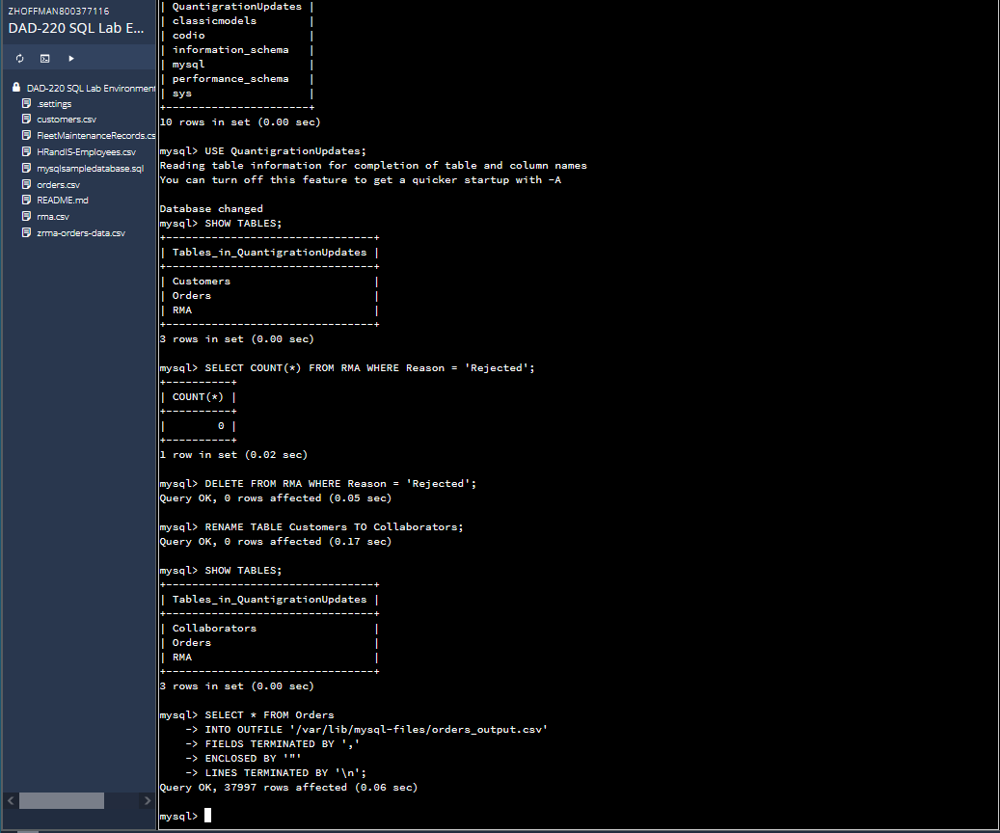 ZHOFFMAN800377116
DAD-220 SQL Lab E...
DAD-220 SQL Lab Environment
.settings
customers.csv
FleetMaintenanceRecords.cs
HRandIS-Employees.csv
mysqlsampledatabase.sql
orders.csv
README.md
rma.csv
zrma-orders-data.csv
| QuantigrationUpdates |
| classicmodels |
| codio |
| information_schema |
| mysql |
| performance_schema |
| sys |
+----------------------+
10 rows in set (0.00 sec)
mysql> USE QuantigrationUpdates;
Reading table information for completion of table and column names
You can turn off this feature to get a quicker startup with -A
Database changed
mysql> SHOW TABLES;
+--------------------------------+
| Tables_in_QuantigrationUpdates |
+--------------------------------+
| Customers |
| Orders |
| RMA |
+--------------------------------+
3 rows in set (0.00 sec)
mysql> SELECT COUNT(*) FROM RMA WHERE Reason = 'Rejected';
+----------+
| COUNT(*) |
+----------+
| 0 |
+----------+
1 row in set (0.02 sec)
mysql> DELETE FROM RMA WHERE Reason = 'Rejected';
Query OK, 0 rows affected (0.05 sec)
mysql> RENAME TABLE Customers TO Collaborators;
Query OK, 0 rows affected (0.17 sec)
mysql> SHOW TABLES;
+--------------------------------+
| Tables_in_QuantigrationUpdates |
+--------------------------------+
| Collaborators |
| Orders |
| RMA |
+--------------------------------+
3 rows in set (0.00 sec)
mysql> SELECT * FROM Orders
-> INTO OUTFILE '/var/lib/mysql-files/orders_output.csv'
-> FIELDS TERMINATED BY ','
-> ENCLOSED BY '"'
-> LINES TERMINATED BY '\n';
Query OK, 37997 rows affected (0.06 sec)
mysql>